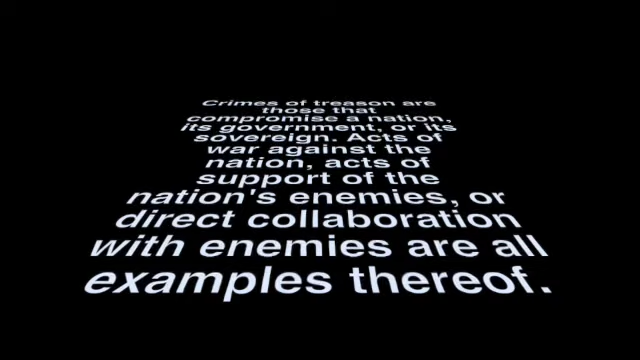 Crimes of treason are
those that
compromise a nation,
its government, or its
sovereign. Acts of
war against the
nation, acts of
support of the
nation's enemies, or
direct collaboration
with enemies are all
examples thereof.